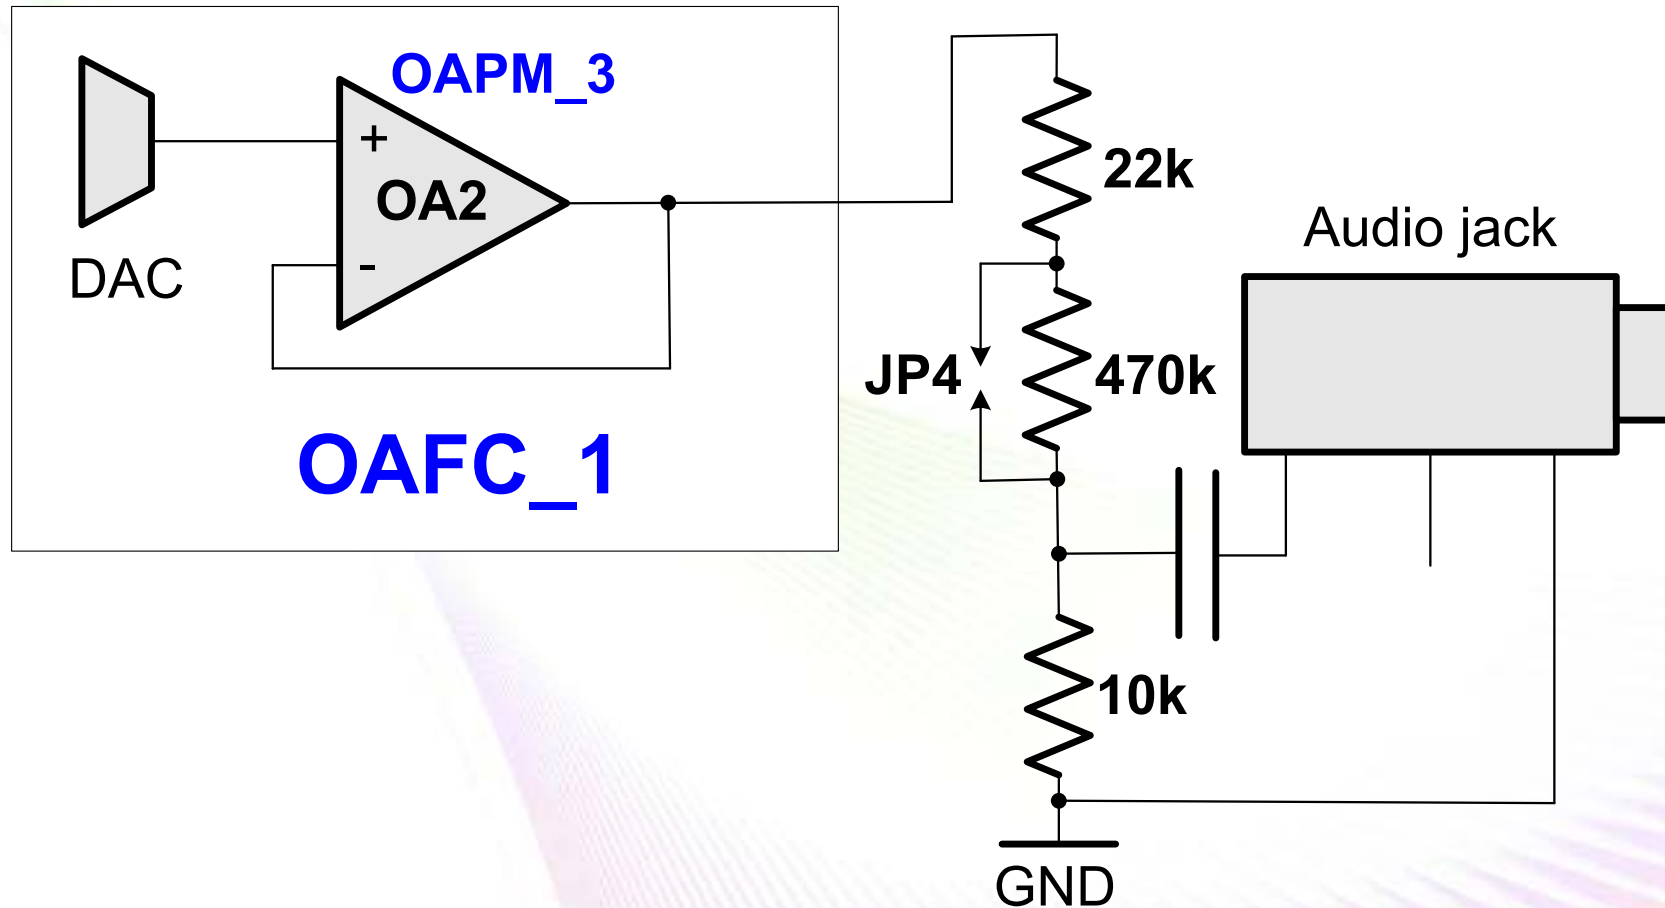 OAPM_3
+
OA2
-
DAC
OAFC_1
22k
JP4
470k
10k
GND
Audio jack